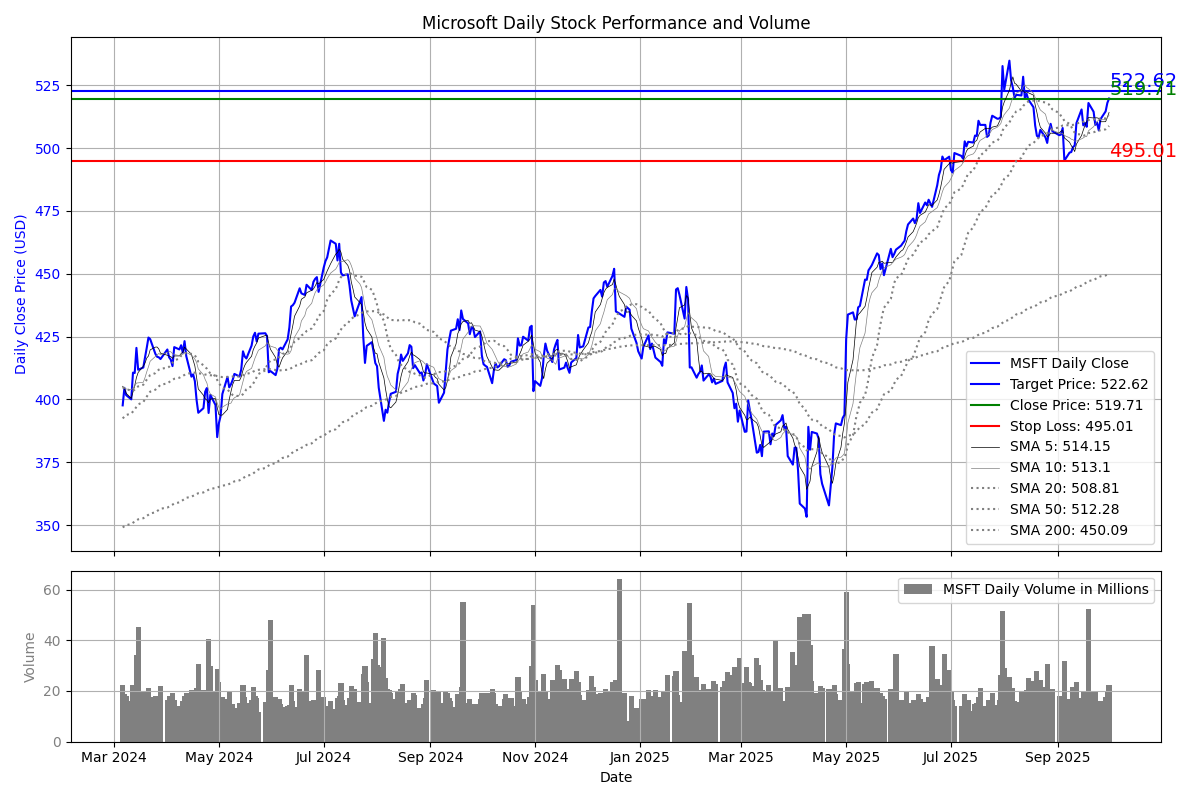 Microsoft Daily Stock Performance and Volume
Daily Close Price (USD)
525
500
475
450
425
400
375
350
522.62
519.71
495.01
MSFT Daily Close
Target Price: 522.62
Close Price: 519.71
Stop Loss: 495.01
SMA 5: 514.15
SMA 10: 513.1
SMA 20: 508.81
SMA 50: 512.28
SMA 200: 450.09
Volume
60
40
20
0
MSFT Daily Volume in Millions
Mar 2024 May 2024 Jul 2024 Sep 2024 Nov 2024 Jan 2025 Mar 2025 May 2025 Jul 2025 Sep 2025
Date